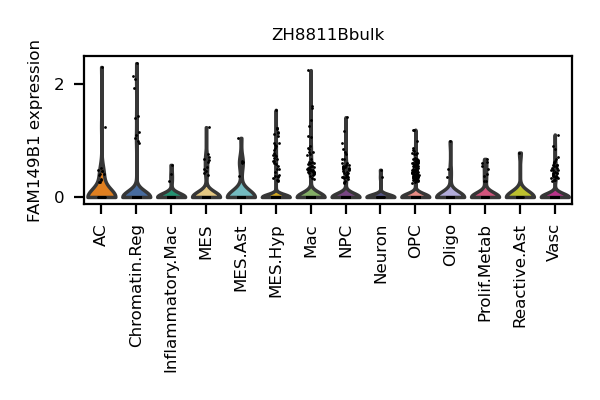 ZH8811Bbulk
FAM149B1 expression
2
0
AC
Chromatin.Reg
Inflammatory.Mac
MES
MES.Ast
MES.Hyp
Mac
NPC
Neuron
OPC
Oligo
Prolif.Metab
Reactive.Ast
Vasc